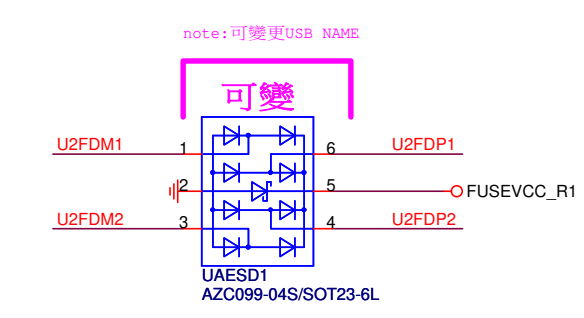 note:可變更USB NAME
可變
U2FDM1 1 6 U2FDP1
2 5 FUSEVCC_R1
U2FDM2 3 4 U2FDP2
UAESD1
AZC099-04S/SOT23-6L